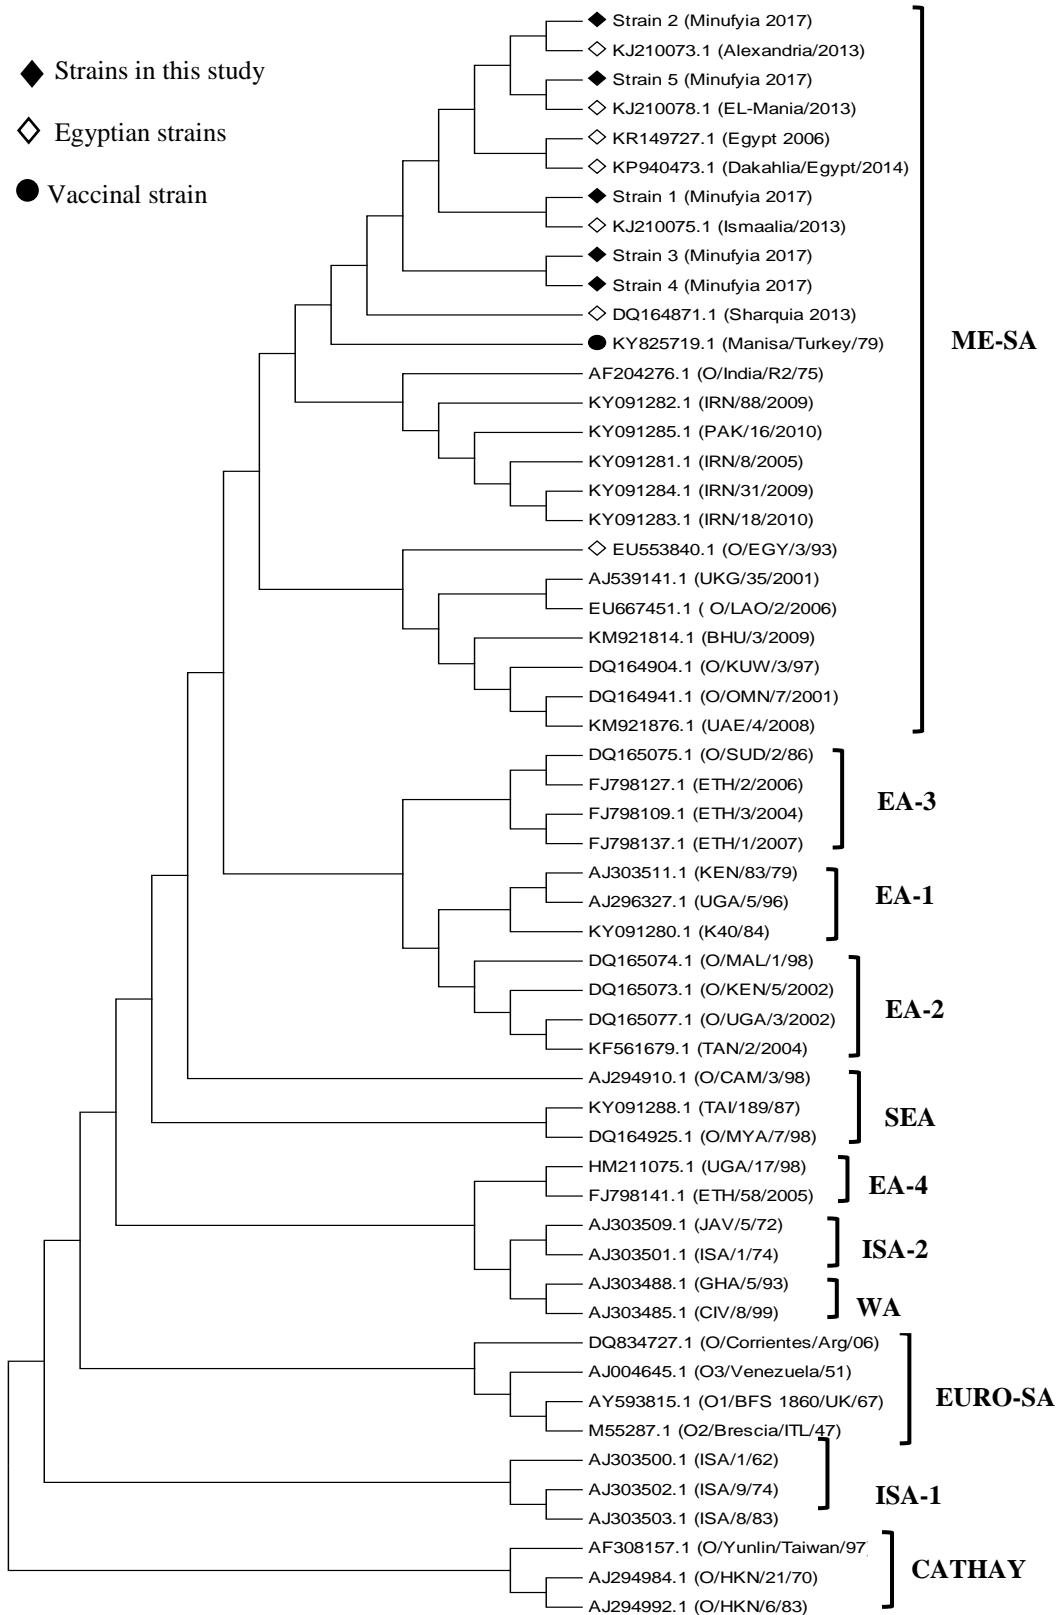 Strains in this study
Egyptian strains
Vaccinal strain
Strain 2 (Minufyia 2017)
KJ210073.1 (Alexandria/2013)
Strain 5 (Minufyia 2017)
KJ210078.1 (EL-Mania/2013)
KR149727.1 (Egypt 2006)
KP940473.1 (Dakahlia/Egypt/2014)
Strain 1 (Minufyia 2017)
KJ210075.1 (Ismaalia/2013)
Strain 3 (Minufyia 2017)
Strain 4 (Minufyia 2017)
DQ164871.1 (Sharquia 2013)
KY825719.1 (Manisa/Turkey/79)
AF204276.1 (O/India/R2/75)
KY091282.1 (IRN/88/2009)
KY091285.1 (PAK/16/2010)
KY091281.1 (IRN/8/2005)
KY091284.1 (IRN/31/2009)
KY091283.1 (IRN/18/2010)
EU553840.1 (O/EGY/3/93)
AJ539141.1 (UKG/35/2001)
EU667451.1 ( O/LAO/2/2006)
KM921814.1 (BHU/3/2009)
DQ164904.1 (O/KUW/3/97)
DQ164941.1 (O/OMN/7/2001)
KM921876.1 (UAE/4/2008)
ME-SA
DQ165075.1 (O/SUD/2/86)
FJ798127.1 (ETH/2/2006)
FJ798109.1 (ETH/3/2004)
FJ798137.1 (ETH/1/2007)
EA-3
AJ303511.1 (KEN/83/79)
AJ296327.1 (UGA/5/96)
KY091280.1 (K40/84)
EA-1
DQ165074.1 (O/MAL/1/98)
DQ165073.1 (O/KEN/5/2002)
DQ165077.1 (O/UGA/3/2002)
KF561679.1 (TAN/2/2004)
EA-2
AJ294910.1 (O/CAM/3/98)
KY091288.1 (TAI/189/87)
DQ164925.1 (O/MYA/7/98)
SEA
HM211075.1 (UGA/17/98)
FJ798141.1 (ETH/58/2005)
EA-4
AJ303509.1 (JAV/5/72)
AJ303501.1 (ISA/1/74)
ISA-2
AJ303488.1 (GHA/5/93)
AJ303485.1 (CIV/8/99)
WA
DQ834727.1 (O/Corrientes/Arg/06)
AJ004645.1 (O3/Venezuela/51)
AY593815.1 (O1/BFS 1860/UK/67)
M55287.1 (O2/Brescia/ITL/47)
EURO-SA
AJ303500.1 (ISA/1/62)
AJ303502.1 (ISA/9/74)
AJ303503.1 (ISA/8/83)
ISA-1
AF308157.1 (O/Yunlin/Taiwan/97
AJ294984.1 (O/HKN/21/70)
AJ294992.1 (O/HKN/6/83)
CATHAY